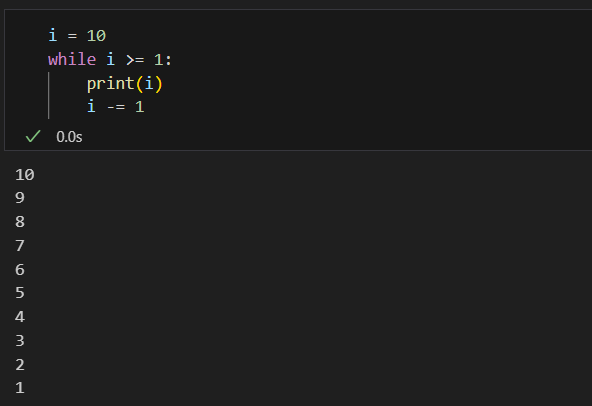 i = 10
while i >= 1:
    print(i)
    i -= 1
0.0s
10
9
8
7
6
5
4
3
2
1